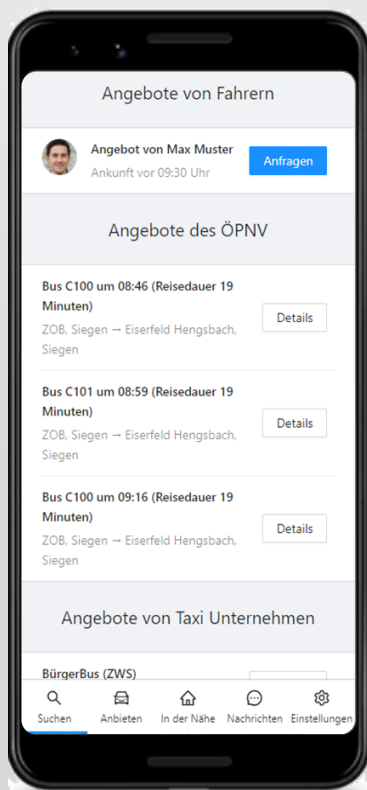 Angebote von Fahrern
Angebot von Max Muster
Ankunft vor 09:30 Uhr
Anfragen
Angebote des ÖPNV
Bus C100 um 08:46 (Reisedauer 19
Minuten)
ZOB, Siegen → Eiserfeld Hengsbach,
Siegen
Details
Bus C101 um 08:59 (Reisedauer 19
Minuten)
ZOB, Siegen → Eiserfeld Hengsbach,
Siegen
Details
Bus C100 um 09:16 (Reisedauer 19
Minuten)
ZOB, Siegen → Eiserfeld Hengsbach,
Siegen
Details
Angebote von Taxi Unternehmen
BürgerBus (ZWS)
Suchen
Anbieten
In der Nähe
Nachrichten
Einstellungen